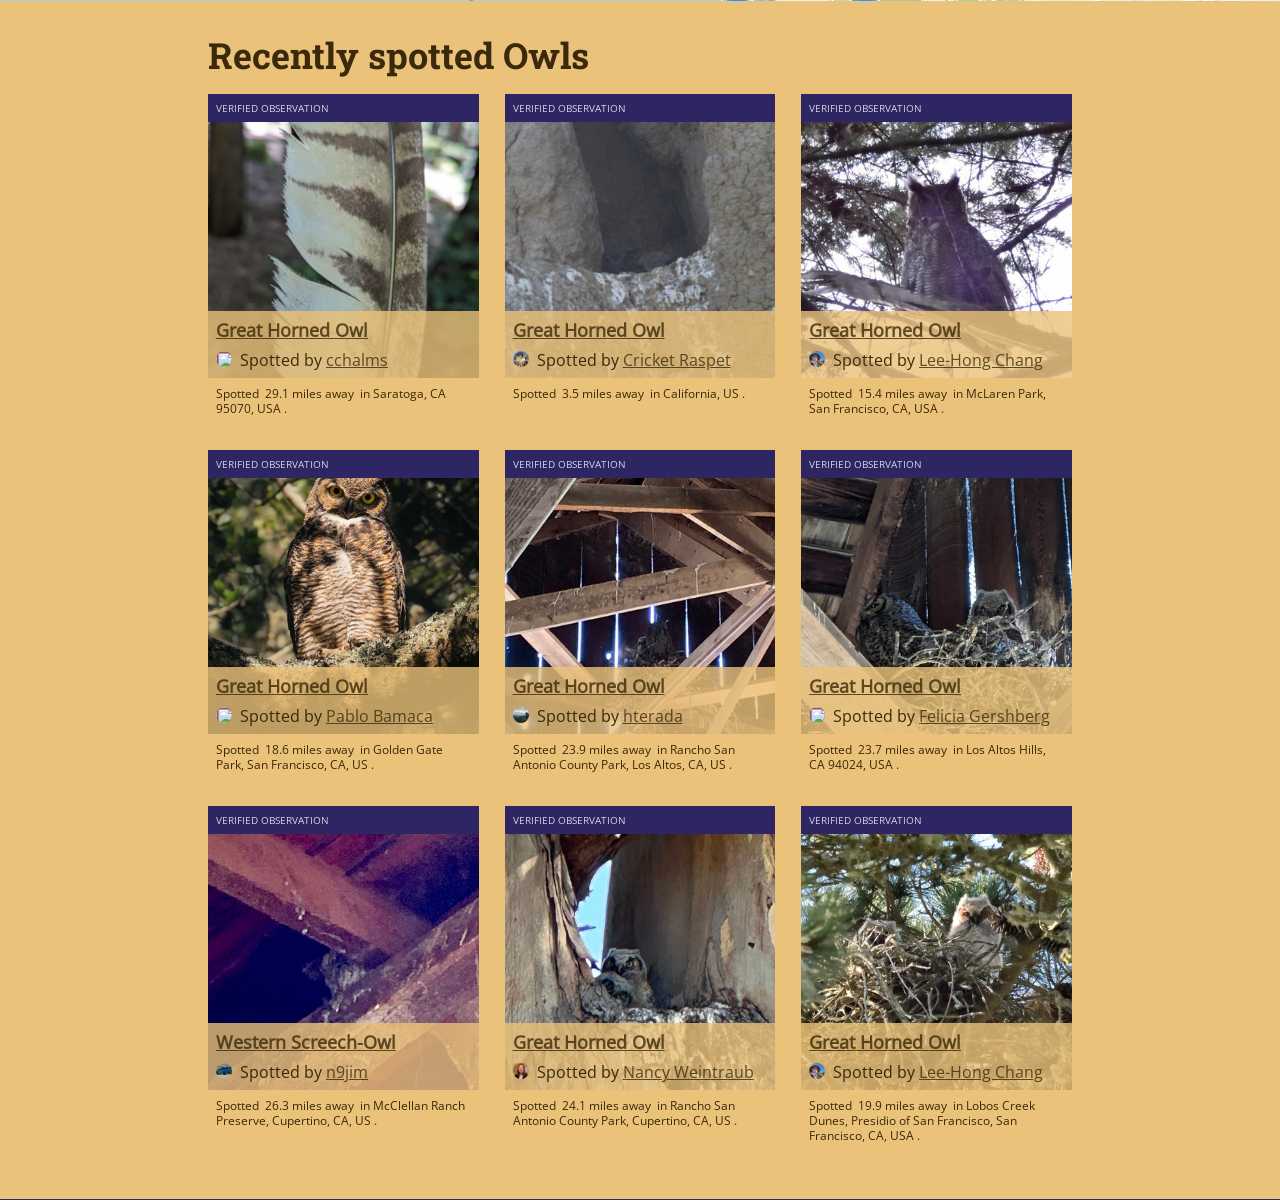 Recently spotted Owls
VERIFIED OBSERVATION
Great Horned Owl
Spotted by cchalms
Spotted 29.1 miles away in Saratoga, CA
95070, USA .
VERIFIED OBSERVATION
Great Horned Owl
Spotted by Cricket Raspet
Spotted 3.5 miles away in California, US .
VERIFIED OBSERVATION
Great Horned Owl
Spotted by Lee-Hong Chang
Spotted 15.4 miles away in McLaren Park,
San Francisco, CA, USA .
VERIFIED OBSERVATION
Great Horned Owl
Spotted by Pablo Bamaca
Spotted 18.6 miles away in Golden Gate
Park, San Francisco, CA, US .
VERIFIED OBSERVATION
Great Horned Owl
Spotted by hterada
Spotted 23.9 miles away in Rancho San
Antonio County Park, Los Altos, CA, US .
VERIFIED OBSERVATION
Great Horned Owl
Spotted by Felicia Gershberg
Spotted 23.7 miles away in Los Altos Hills,
CA 94024, USA .
VERIFIED OBSERVATION
Western Screech-Owl
Spotted by n9jim
Spotted 26.3 miles away in McClellan Ranch
Preserve, Cupertino, CA, US .
VERIFIED OBSERVATION
Great Horned Owl
Spotted by Nancy Weintraub
Spotted 24.1 miles away in Rancho San
Antonio County Park, Cupertino, CA, US .
VERIFIED OBSERVATION
Great Horned Owl
Spotted by Lee-Hong Chang
Spotted 19.9 miles away in Lobos Creek
Dunes, Presidio of San Francisco, San
Francisco, CA, USA .